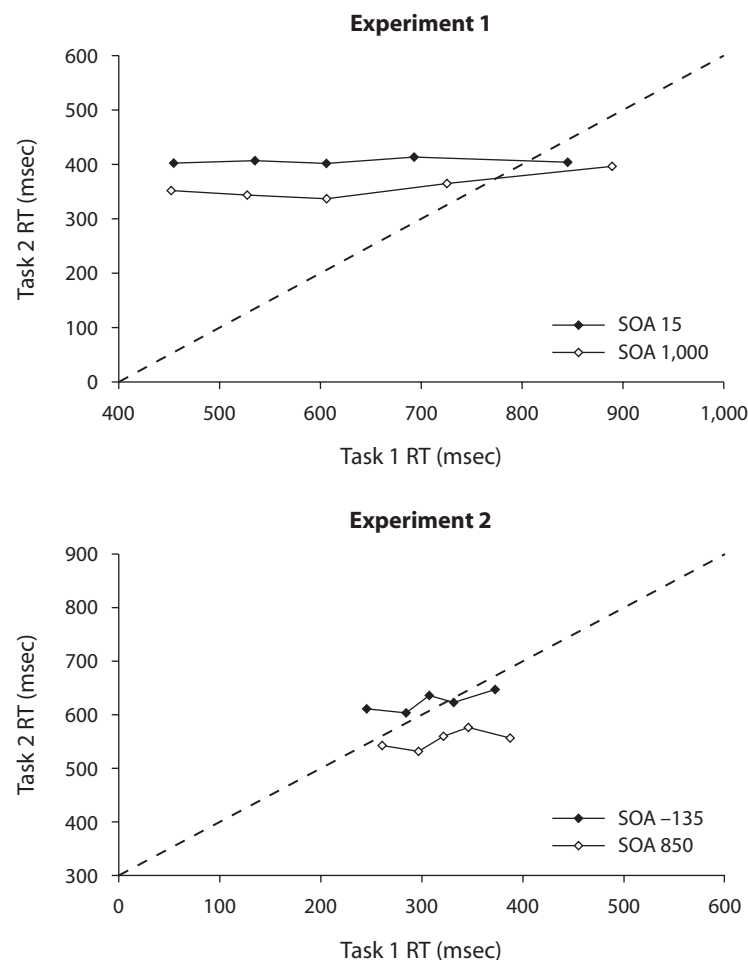 Experiment 1
600
500
400
300
200
100
0
Task 2 RT (msec)
SOA 15
SOA 1,000
400 500 600 700 800 900 1,000
Task 1 RT (msec)
Experiment 2
900
800
700
600
500
400
300
Task 2 RT (msec)
SOA –135
SOA 850
0 100 200 300 400 500 600
Task 1 RT (msec)